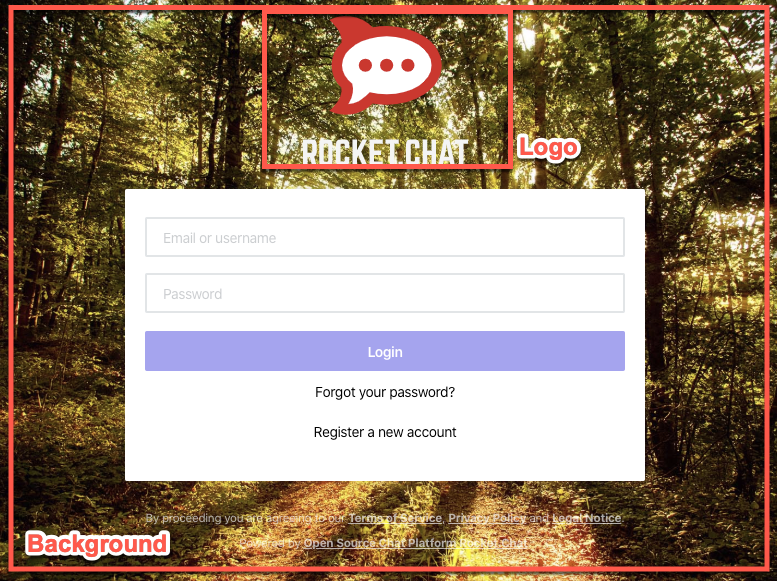 ROCKET.CHAT
Logo
Email or username
Password
Login
Forgot your password?
Register a new account
By proceeding you are agreeing to our Terms of Service, Privacy Policy and Legal Notice.
Background
Powered by Open Source Chat Platform Rocket.Chat.